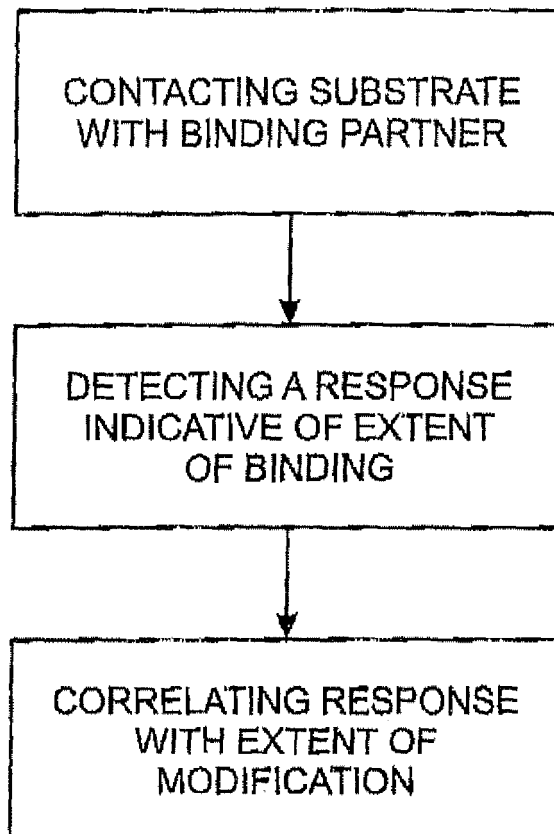 CONTACTING SUBSTRATE
WITH BINDING PARTNER
DETECTING A RESPONSE
INDICATIVE OF EXTENT
OF BINDING
CORRELATING RESPONSE
WITH EXTENT OF
MODIFICATION